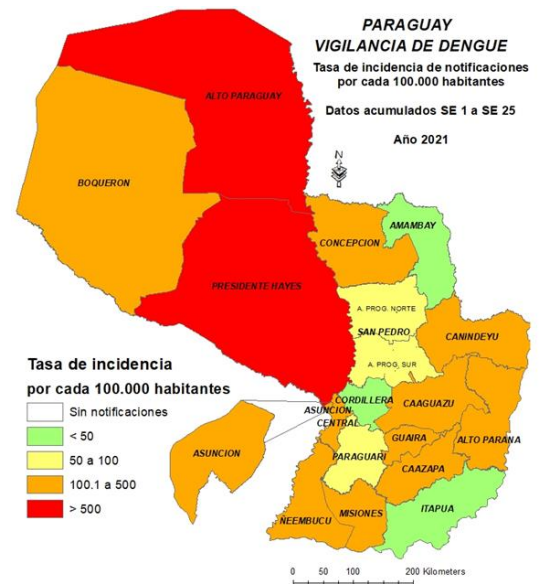 PARAGUAY
VIGILANCIA DE DENGUE
Tasa de incidencia de notificaciones
por cada 100.000 habitantes
Datos acumulados SE 1 a SE 25
Año 2021
N
ALTO PARAGUAY
BOQUERON
AMAMBAY
CONCEPCION
PRESIDENTE HAYES
A. PROG. NORTE
SAN PEDRO
CANINDEYU
A. PROG. SUR
Tasa de incidencia
por cada 100.000 habitantes
Sin notificaciones
< 50
50 a 100
100.1 a 500
> 500
CORDILLERA
ASUNCION
CENTRAL
CAAGUAZU
ASUNCION
GUAIRA
ALTO PARANA
PARAGUARI
CAAZAPA
ITAPUA
MISIONES
ÑEEMBUCU
0 50 100 200 Kilometers